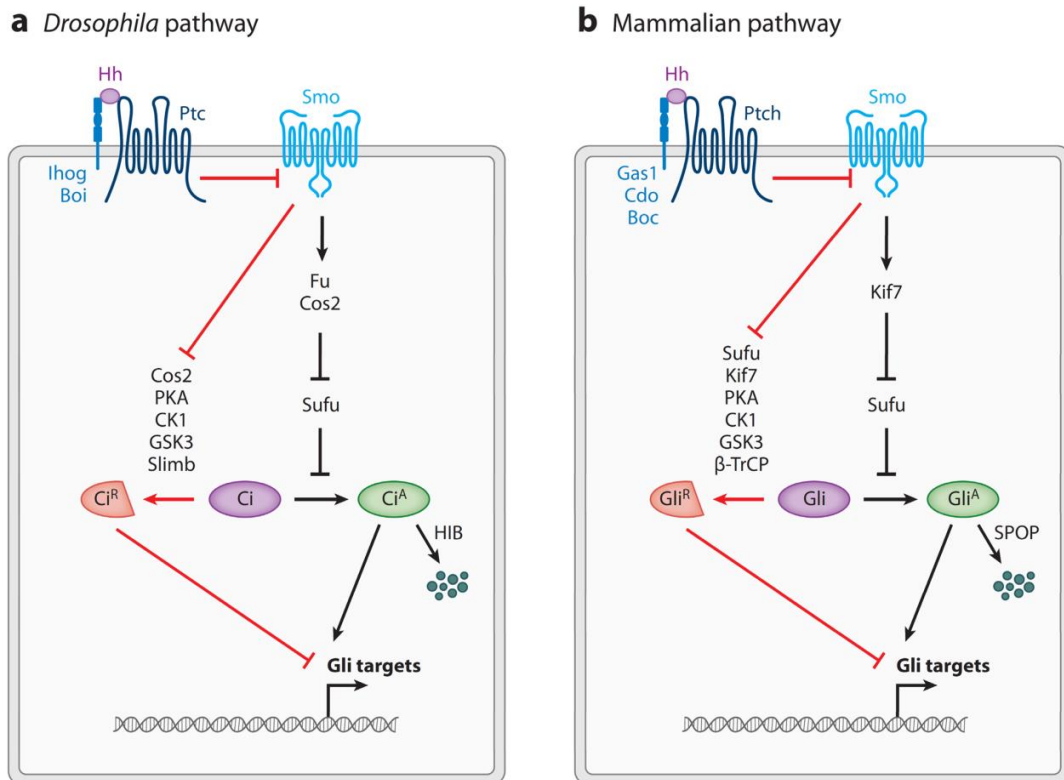 a Drosophila pathway
Hh
Ptc
Smo
Ihog
Boi
Fu
Cos2
Cos2
PKA
CK1
GSK3
Slimb
Sufu
CiR
Ci
CiA
HIB
Gli targets
b Mammalian pathway
Hh
Ptch
Smo
Gas1
Cdo
Boc
Kif7
Sufu
Kif7
PKA
CK1
GSK3
β-TrCP
Sufu
GliR
Gli
GliA
SPOP
Gli targets